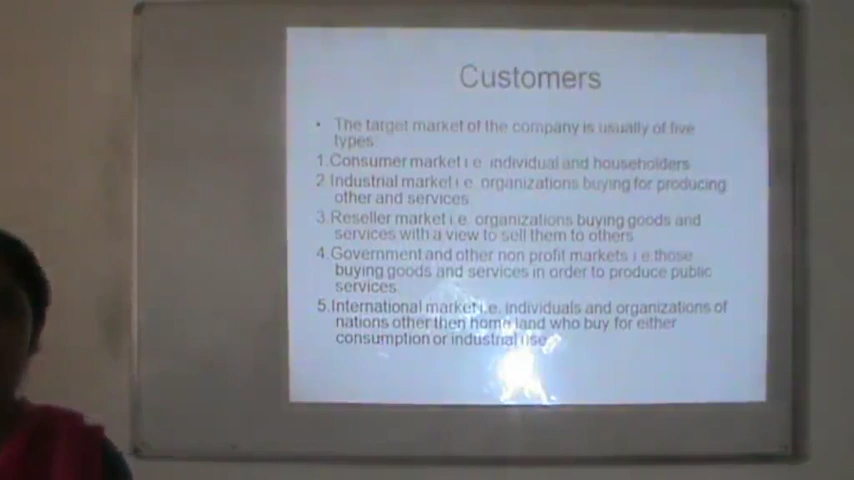 Customers
• The target market of the company is usually of five
types
1.Consumer market i.e. individual and householders
2.Industrial market i.e. organizations buying for producing
other and services
3.Reseller market i.e. organizations buying goods and
services with a view to sell them to others
4.Government and other non profit markets i.e.those
buying goods and services in order to produce public
services.
5.International market i.e. individuals and organizations of
nations other then home land who buy for either
consumption or industrial use.